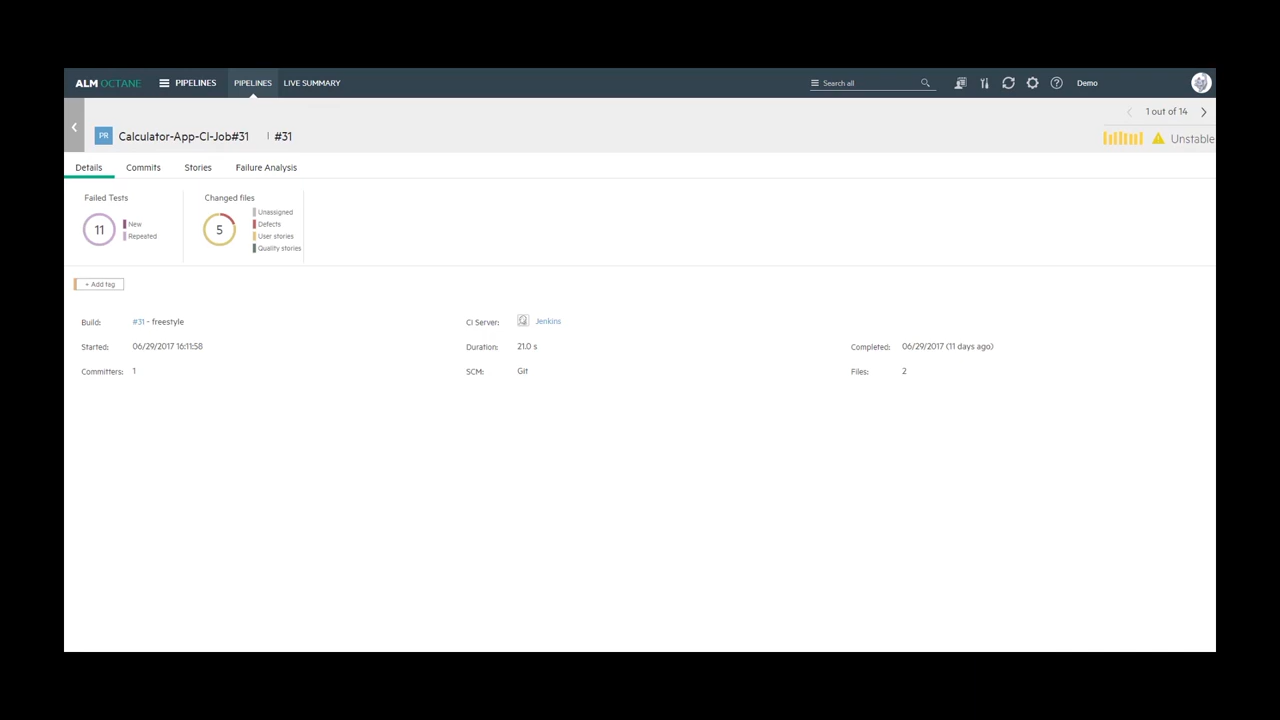 ALM OCTANE PIPELINES PIPELINES LIVE SUMMARY Search all Demo
1 out of 14
PR Calculator-App-CI-Job#31 | #31
Unstable
Details Commits Stories Failure Analysis
Failed Tests Changed files
11 New Repeated
5 Unassigned Defects User stories Quality stories
+ Add tag
Build: #31 - freestyle CI Server: Jenkins
Started: 06/29/2017 16:11:58 Duration: 21.0 s Completed: 06/29/2017 (11 days ago)
Committers: 1 SCM: Git Files: 2